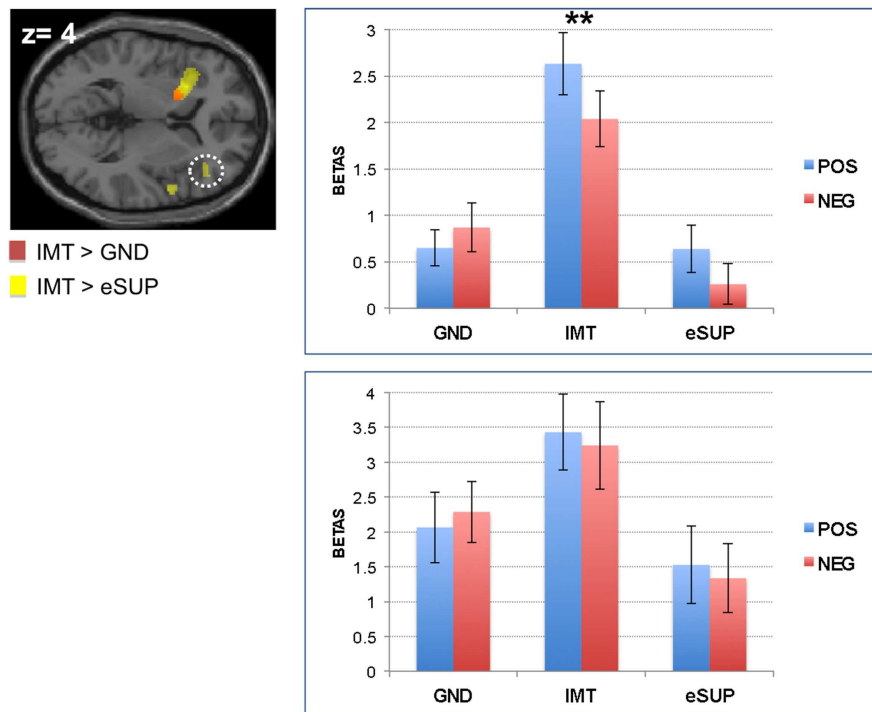 z= 4
IMT > GND
IMT > eSUP
**
3
2.5
2
1.5
1
0.5
0
BETAS
GND IMT eSUP
POS
NEG
4
3.5
3
2.5
2
1.5
1
0.5
0
BETAS
GND IMT eSUP
POS
NEG